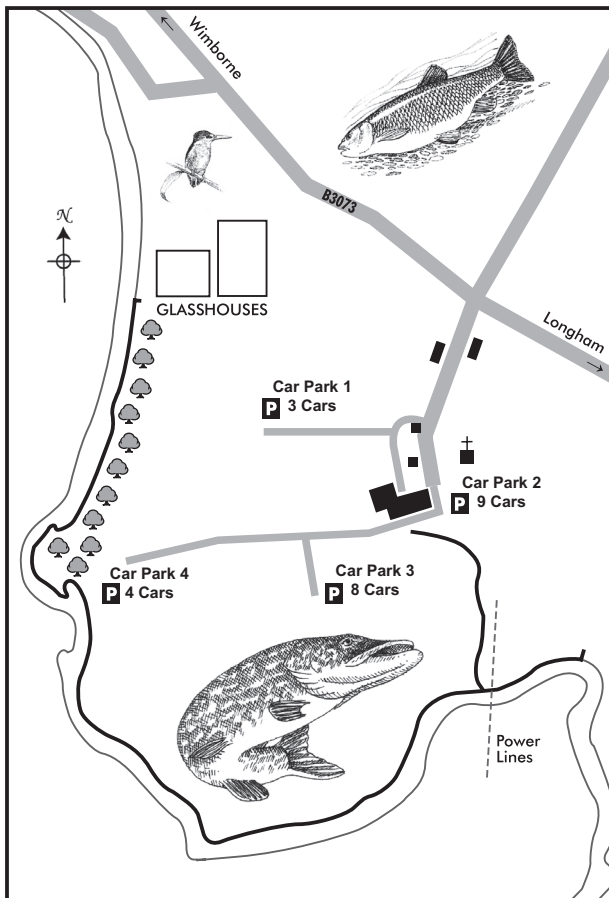 Wimborne
B3073
N
GLASSHOUSES
Longham
Car Park 1
P 3 Cars
Car Park 2
P 9 Cars
Car Park 4
P 4 Cars
Car Park 3
P 8 Cars
Power
Lines